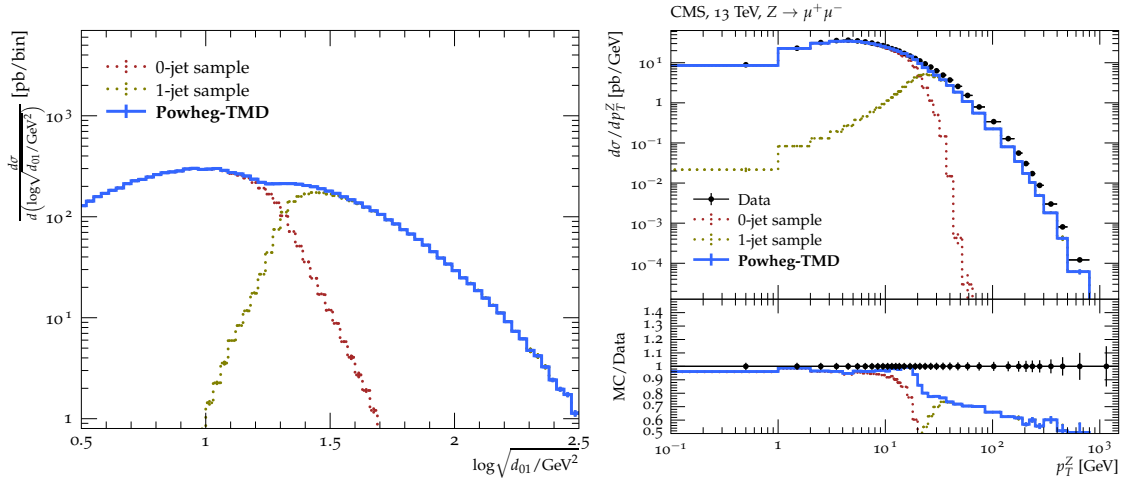 0-jet sample
1-jet sample
Powheg-TMD
dσ / d(log√d₀₁/GeV²) [pb/bin]
10³
10²
10¹
1
0.5
1
1.5
2
2.5
log√d₀₁/GeV²
CMS, 13 TeV, Z → μ⁺μ⁻
dσ/dp_T^Z [pb/GeV]
10¹
1
10⁻¹
10⁻²
10⁻³
10⁻⁴
Data
0-jet sample
1-jet sample
Powheg-TMD
MC/Data
1.4
1.3
1.2
1.1
1
0.9
0.8
0.7
0.6
0.5
10⁻¹
1
10¹
10²
10³
p_T^Z [GeV]